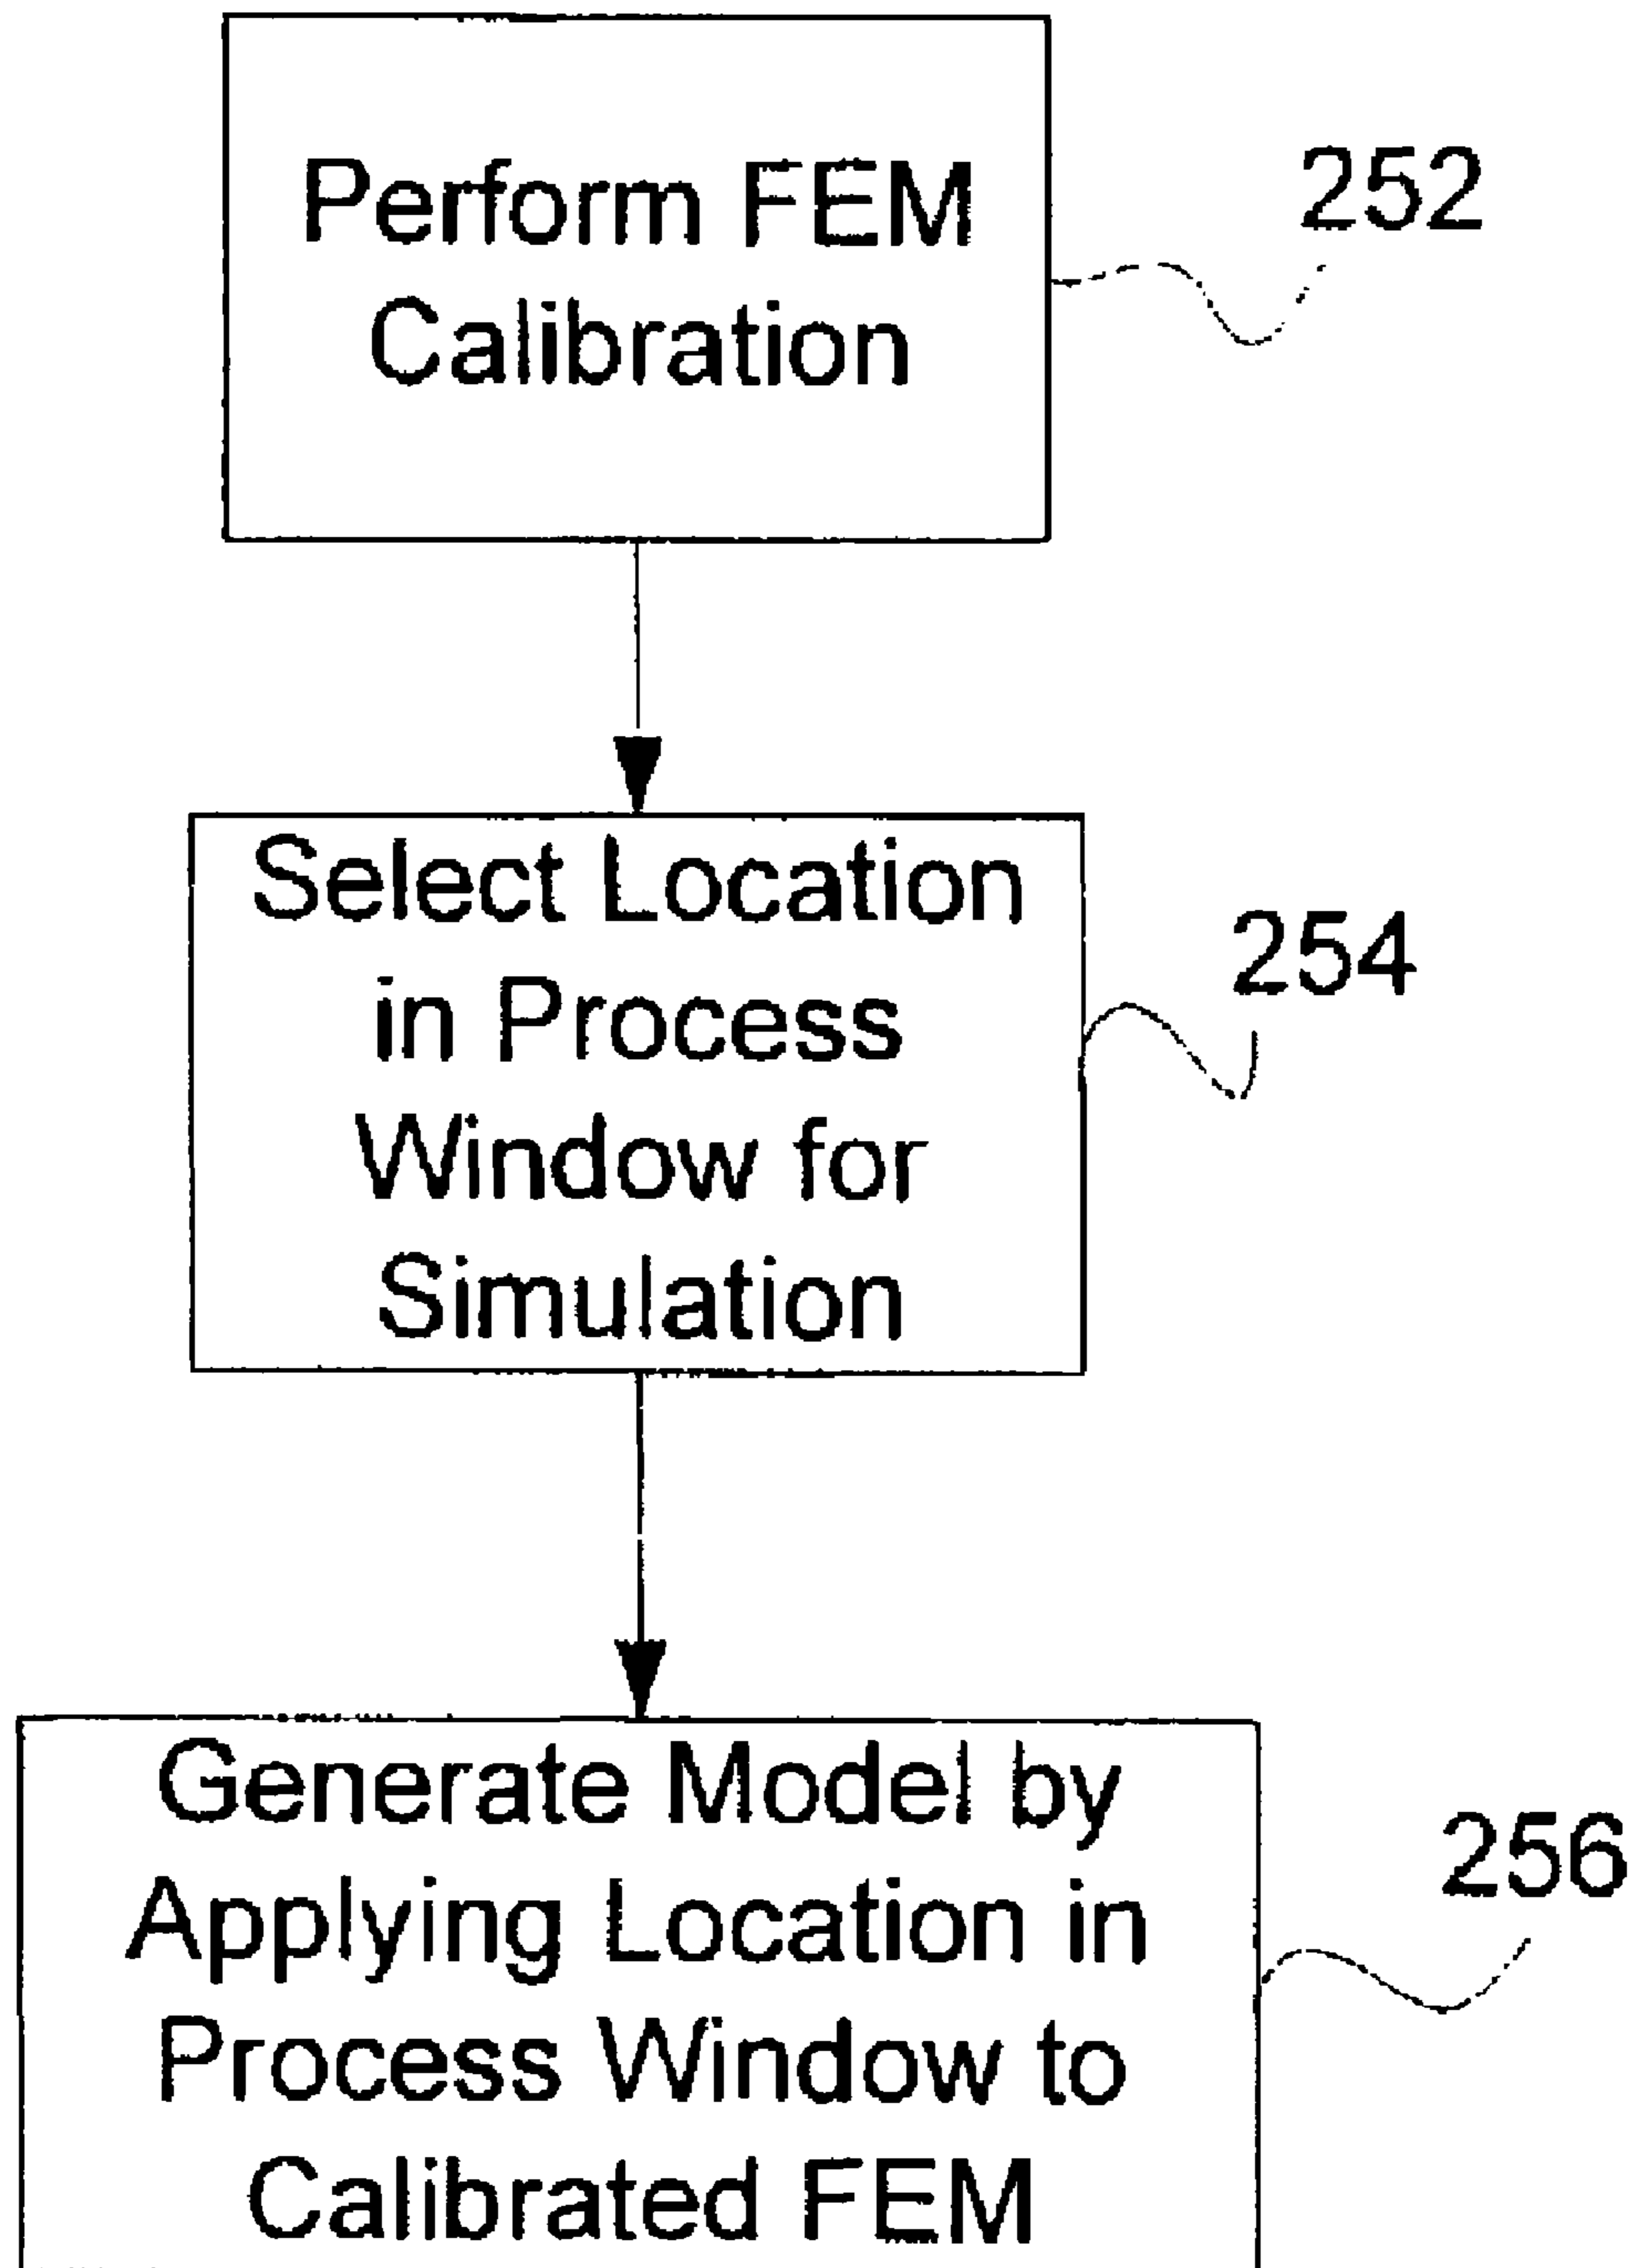 Perform FEM
Calibration
252
Select Location
in Process
Window for
Simulation
254
Generate Model by
Applying Location in
Process Window to
Calibrated FEM
256